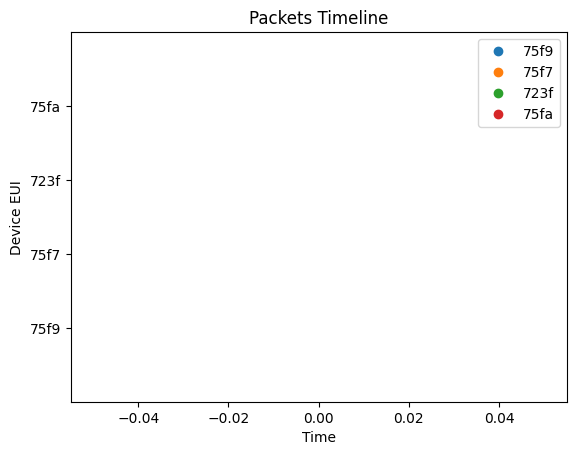 Packets Timeline
75f9
75f7
723f
75fa
75fa
723f
75f7
75f9
Device EUI
−0.04
−0.02
0.00
0.02
0.04
Time